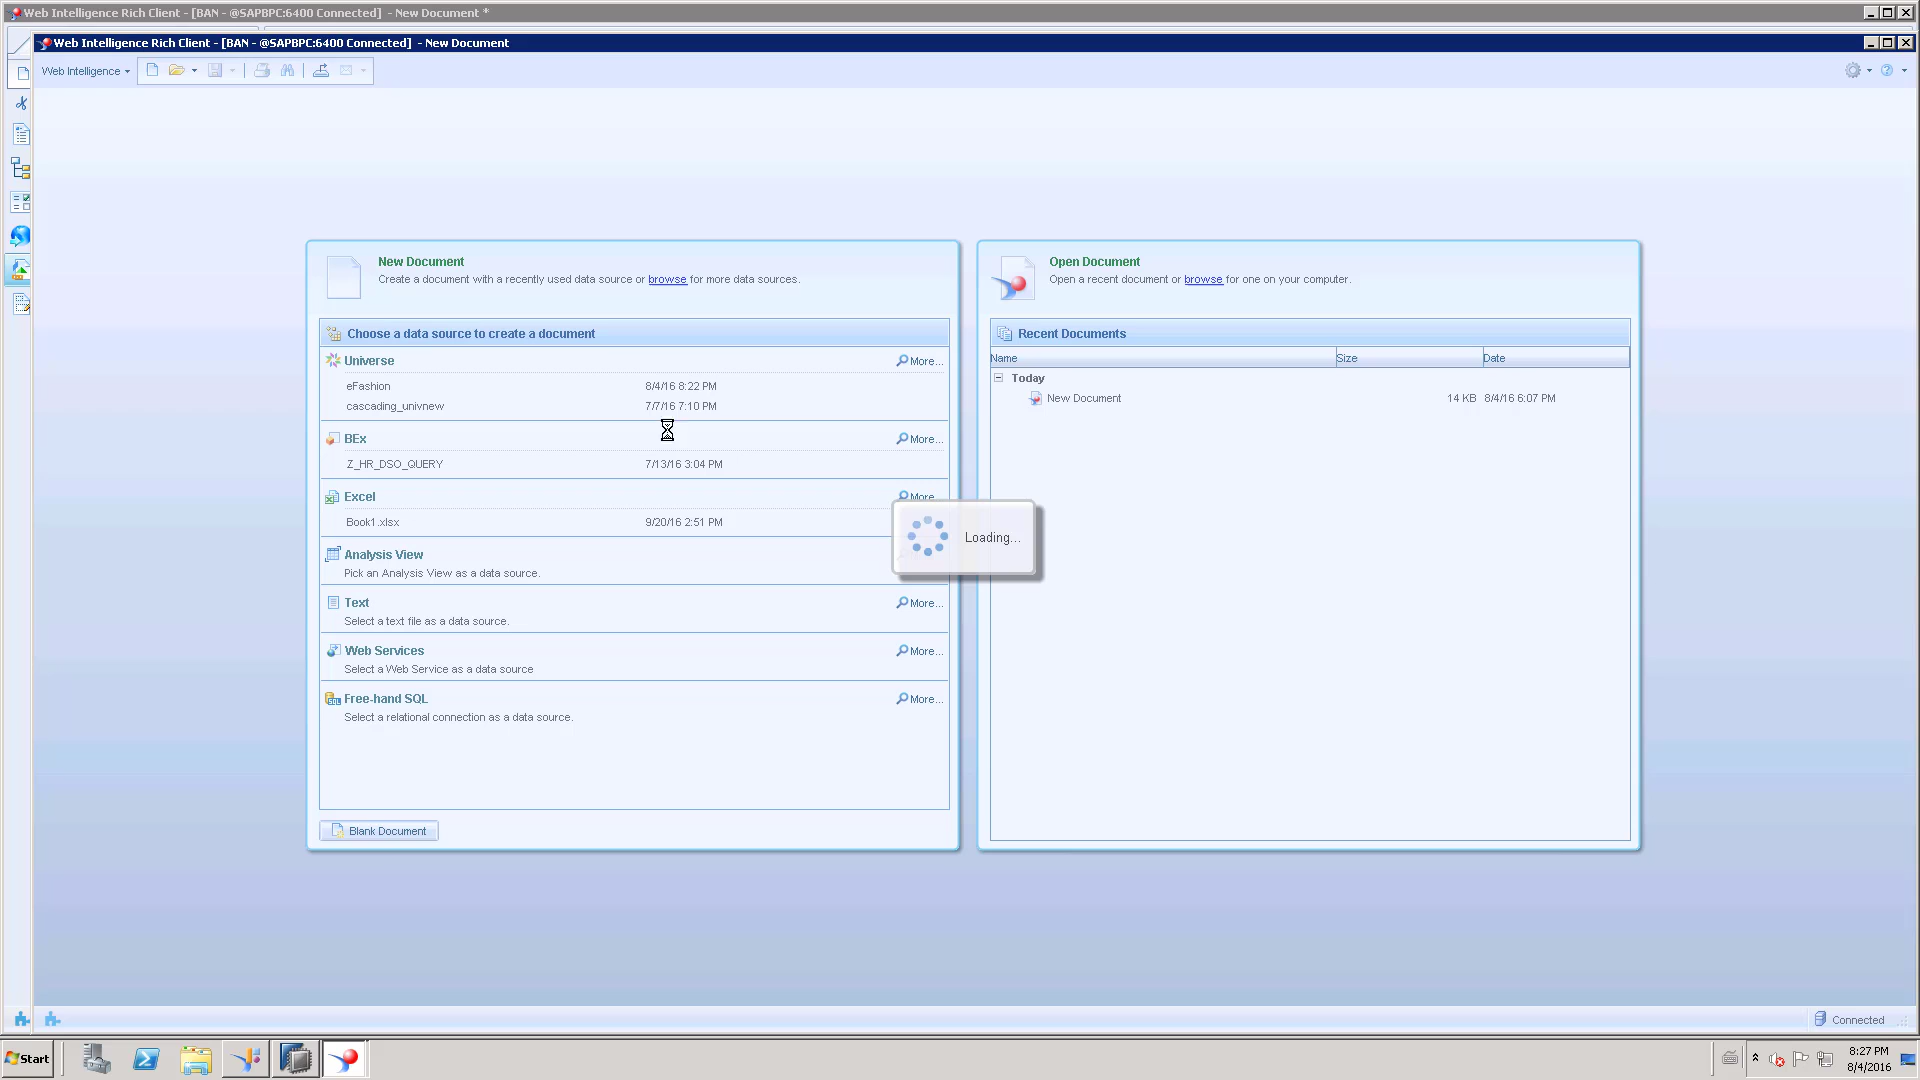 Web Intelligence Rich Client - [BAN - @SAPBPC:6400 Connected] - New Document *
Web Intelligence Rich Client - [BAN - @SAPBPC:6400 Connected] - New Document
Web Intelligence
New Document
Create a document with a recently used data source or browse for more data sources.
Choose a data source to create a document
Universe More...
eFashion 8/4/16 8:22 PM
cascading_univnew 7/7/16 7:10 PM
BEx More...
Z_HR_DSO_QUERY 7/13/16 3:04 PM
Excel More...
Book1.xlsx 9/20/16 2:51 PM
Analysis View
Pick an Analysis View as a data source.
Text More...
Select a text file as a data source.
Web Services More...
Select a Web Service as a data source
Free-hand SQL More...
Select a relational connection as a data source.
Blank Document
Open Document
Open a recent document or browse for one on your computer.
Recent Documents
Name Size Date
Today
New Document 14 KB 8/4/16 6:07 PM
Loading...
Connected
Start
8:27 PM
8/4/2016